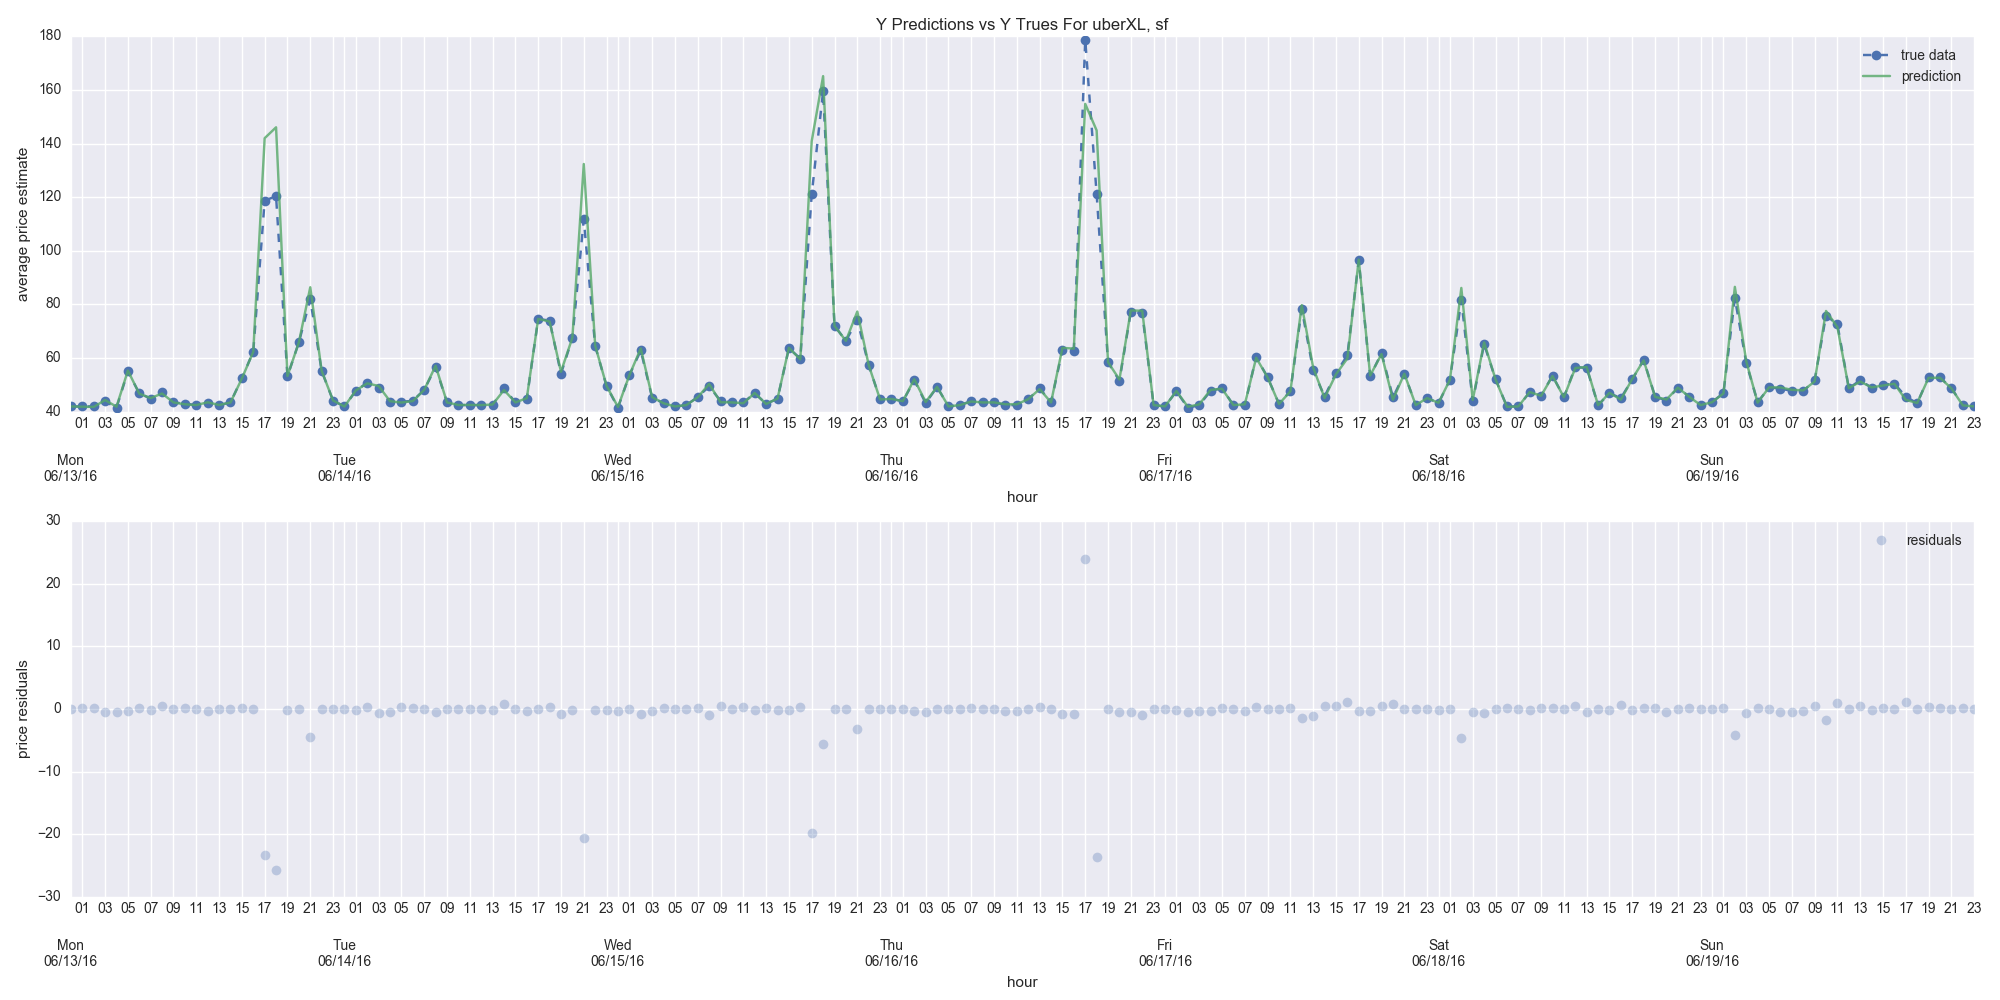 Y Predictions vs Y Trues For uberXL, sf
180
160
140
120
100
80
60
40
average price estimate
true data
prediction
01 03 05 07 09 11 13 15 17 19 21 23 01 03 05 07 09 11 13 15 17 19 21 23 01 03 05 07 09 11 13 15 17 19 21 23 01 03 05 07 09 11 13 15 17 19 21 23 01 03 05 07 09 11 13 15 17 19 21 23 01 03 05 07 09 11 13 15 17 19 21 23 01 03 05 07 09 11 13 15 17 19 21 23
Mon Tue Wed Thu Fri Sat Sun
06/13/16 06/14/16 06/15/16 06/16/16 06/17/16 06/18/16 06/19/16
hour
30
20
10
0
−10
−20
−30
price residuals
residuals
01 03 05 07 09 11 13 15 17 19 21 23 01 03 05 07 09 11 13 15 17 19 21 23 01 03 05 07 09 11 13 15 17 19 21 23 01 03 05 07 09 11 13 15 17 19 21 23 01 03 05 07 09 11 13 15 17 19 21 23 01 03 05 07 09 11 13 15 17 19 21 23 01 03 05 07 09 11 13 15 17 19 21 23
Mon Tue Wed Thu Fri Sat Sun
06/13/16 06/14/16 06/15/16 06/16/16 06/17/16 06/18/16 06/19/16
hour